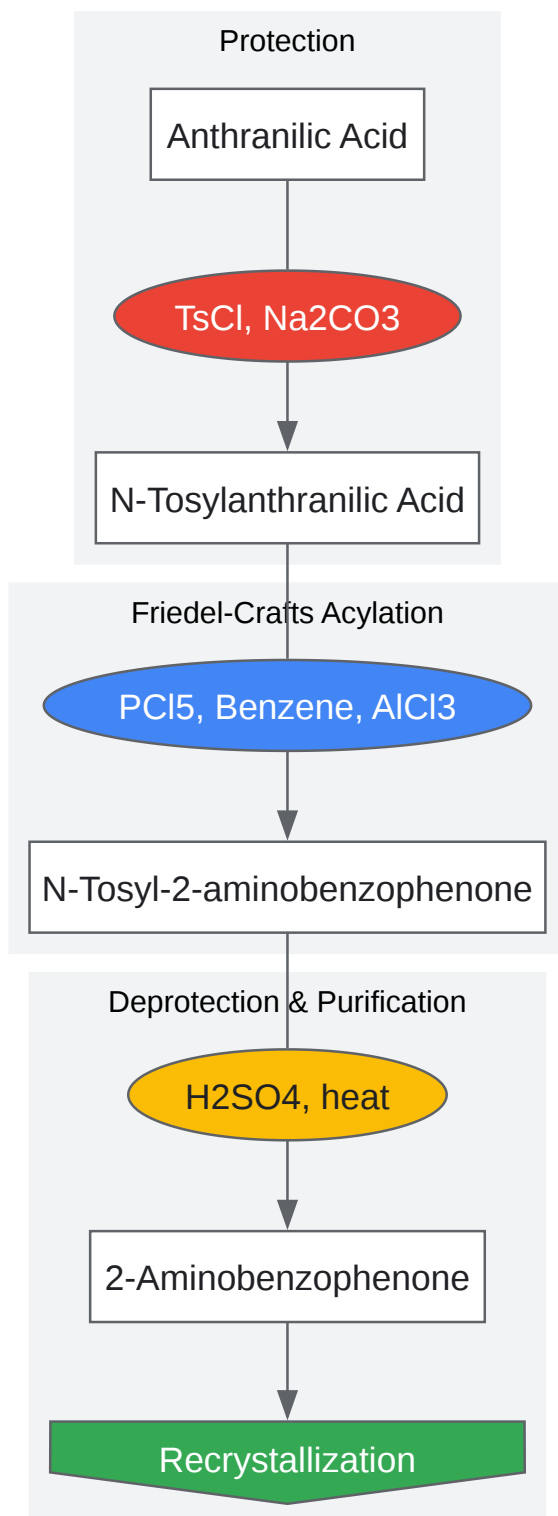 Protection
Anthranilic Acid
TsCl, Na2CO3
N-Tosylanthranilic Acid
Friedel-Crafts Acylation
PCl5, Benzene, AlCl3
N-Tosyl-2-aminobenzophenone
Deprotection & Purification
H2SO4, heat
2-Aminobenzophenone
Recrystallization